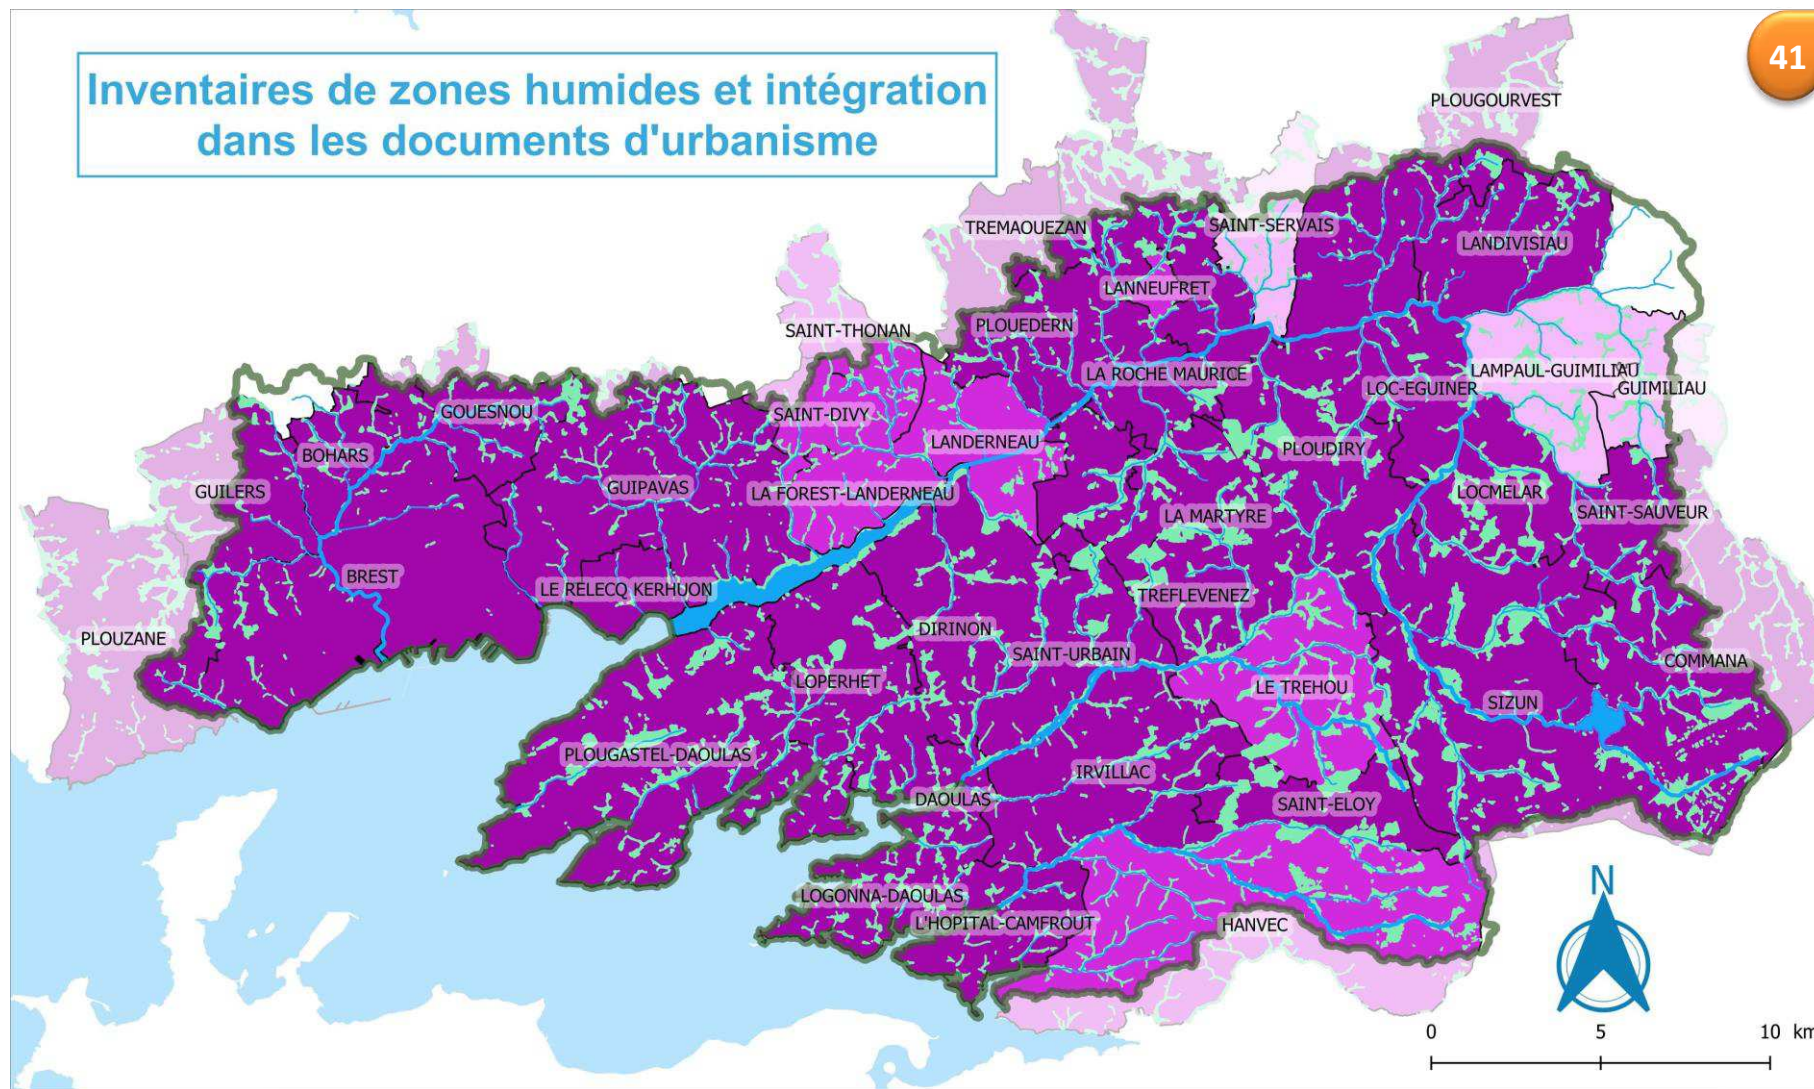 Inventaires de zones humides et intégration
dans les documents d'urbanisme
41
PLOUGOURVEST
TREMAOUEZAN
SAINT-SERVAIS
LANDIVISIAU
LANNEUFRET
SAINT-THONAN
PLOUEDERN
LA ROCHE MAURICE
LAMPAUL-GUIMILIAU
LOC-EGUINER
GUIMILIAU
GOUESNOU
SAINT-DIVY
LANDERNEAU
PLOUDIRY
BOHARS
GUILERS
GUIPAVAS
LA FOREST-LANDERNEAU
LOCMELAR
LA MARTYRE
SAINT-SAUVEUR
BREST
LE RELECQ KERHUON
TREFLEVENEZ
PLOUZANE
DIRINON
SAINT-URBAIN
COMMANA
LOPERHET
LE TREHOU
SIZUN
PLOUGASTEL-DAOULAS
IRVILLAC
DAOULAS
SAINT-ELOY
LOGONNA-DAOULAS
L'HOPITAL-CAMFROUT
HANVEC
N
0 5 10 km